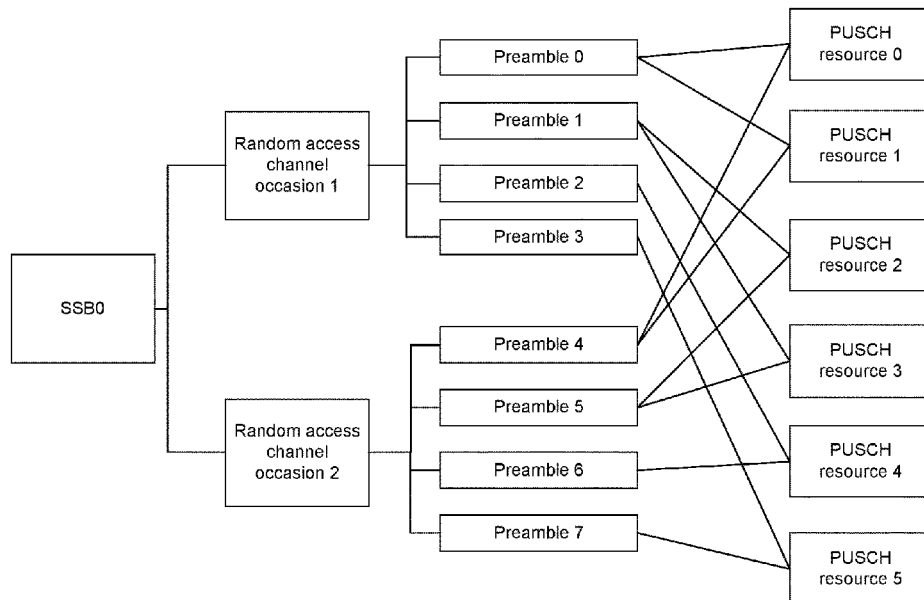 SSB0
Random access
channel
occasion 1
Random access
channel
occasion 2
Preamble 0
Preamble 1
Preamble 2
Preamble 3
Preamble 4
Preamble 5
Preamble 6
Preamble 7
PUSCH
resource 0
PUSCH
resource 1
PUSCH
resource 2
PUSCH
resource 3
PUSCH
resource 4
PUSCH
resource 5